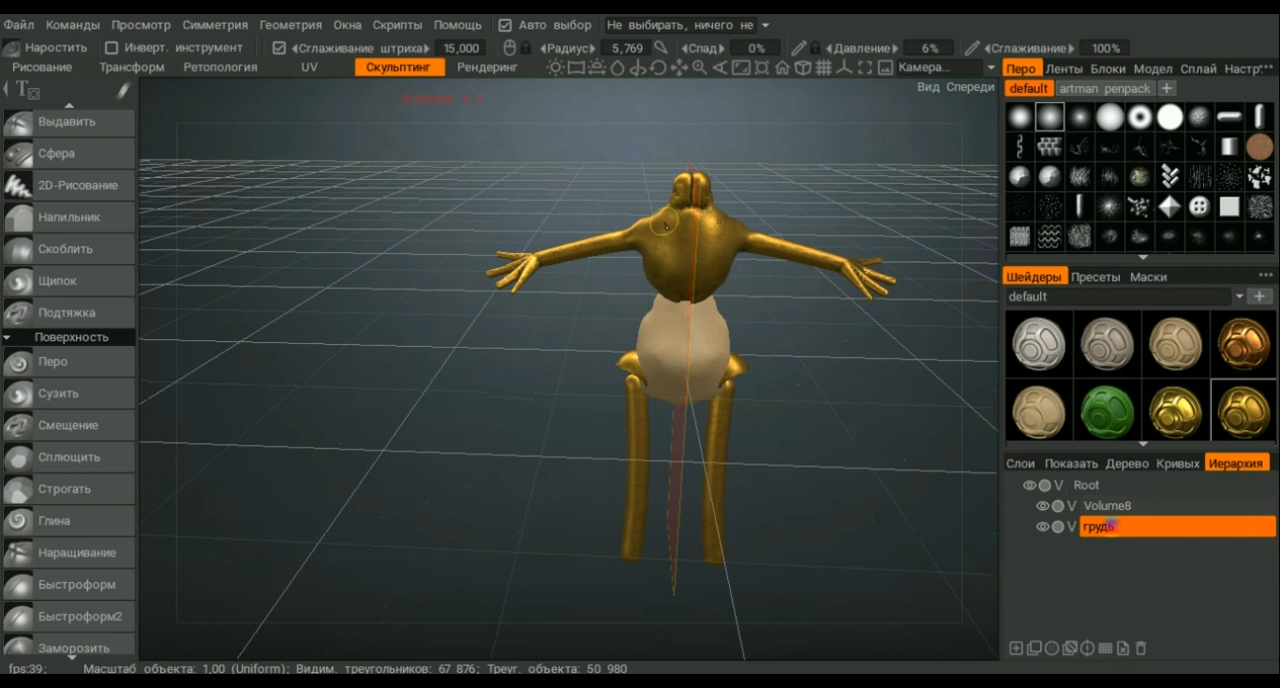 Файл Команды Просмотр Симметрия Геометрия Окна Скрипты Помощь Авто выбор Не выбирать, ничего не
Наростить Инверт. инструмент Сглаживание штриха 15,000 Радиус 5,769 Спад 0% Давление 6% Сглаживание 100%
Рисование Трансформ Ретопология UV Скульптинг Рендеринг Камера...
Вид Спереди
Выдавить
Сфера
2D-Рисование
Напильник
Скоблить
Щипок
Подтяжка
Поверхность
Перо
Сузить
Смещение
Сплющить
Строгать
Глина
Наращивание
Быстроформ
Быстроформ2
Заморозить
Перо Ленты Блоки Модел Сплай Настр
default artman penpack +
Шейдеры Пресеты Маски
default
Слои Показать Дерево Кривых Иерархия
V Root
V Volume8
V грудь
fps:39; Масштаб объекта: 1,00 (Uniform); Видим. треугольников: 67 876; Треуг. объекта: 50 980